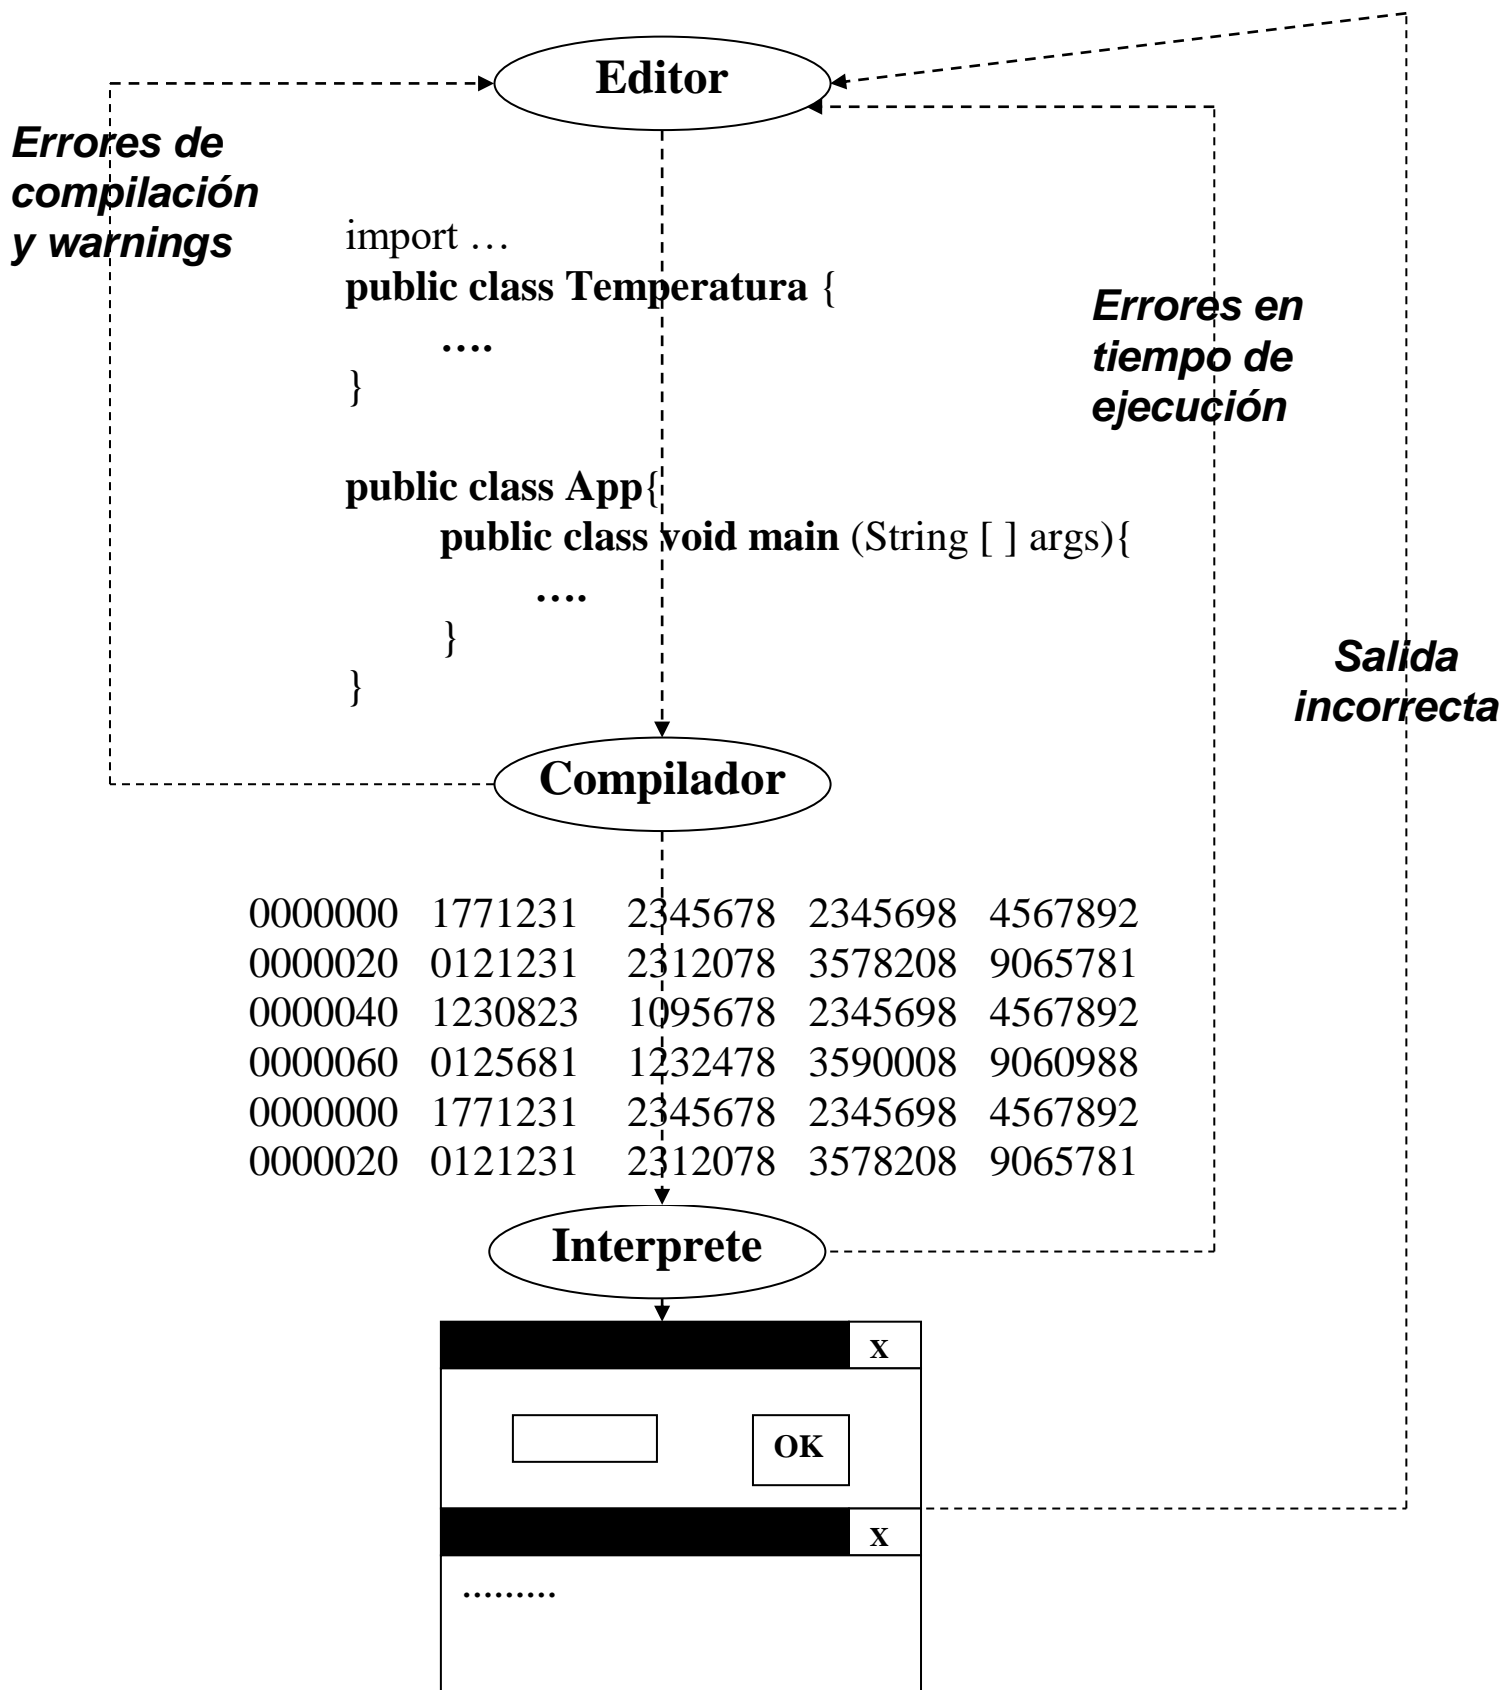 Editor
Errores de
compilación
y warnings
import …
public class Temperatura {
….
}
public class App{
public class void main (String [ ] args){
….
}
}
Errores en
tiempo de
ejecución
Salida
incorrecta
Compilador
0000000 1771231 2345678 2345698 4567892
0000020 0121231 2312078 3578208 9065781
0000040 1230823 1095678 2345698 4567892
0000060 0125681 1232478 3590008 9060988
0000000 1771231 2345678 2345698 4567892
0000020 0121231 2312078 3578208 9065781
Interprete
x
OK
x
………